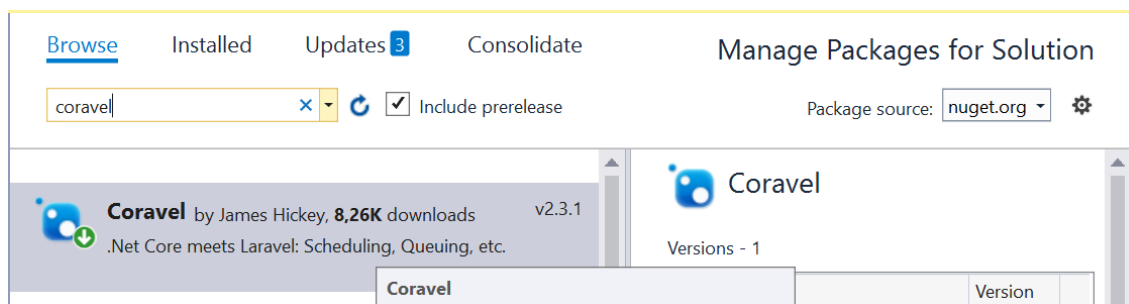 Browse Installed Updates 3 Consolidate Manage Packages for Solution
coravel Include prerelease Package source: nuget.org
Coravel by James Hickey, 8,26K downloads v2.3.1
.Net Core meets Laravel: Scheduling, Queuing, etc.
Coravel
Versions - 1
Coravel
Version